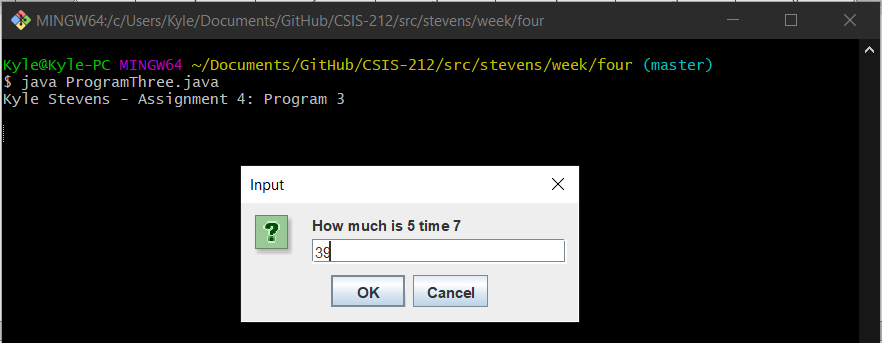 MINGW64:/c/Users/Kyle/Documents/GitHub/CSIS-212/src/stevens/week/four
Kyle@Kyle-PC MINGW64 ~/Documents/GitHub/CSIS-212/src/stevens/week/four (master)
$ java ProgramThree.java
Kyle Stevens - Assignment 4: Program 3
Input
?
How much is 5 time 7
39
OK Cancel